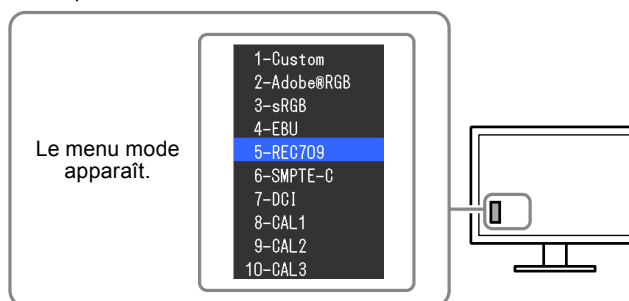 Le menu mode
apparaît.
1-Custom
2-Adobe®RGB
3-sRGB
4-EBU
5-REC709
6-SMPTE-C
7-DCI
8-CAL1
9-CAL2
10-CAL3